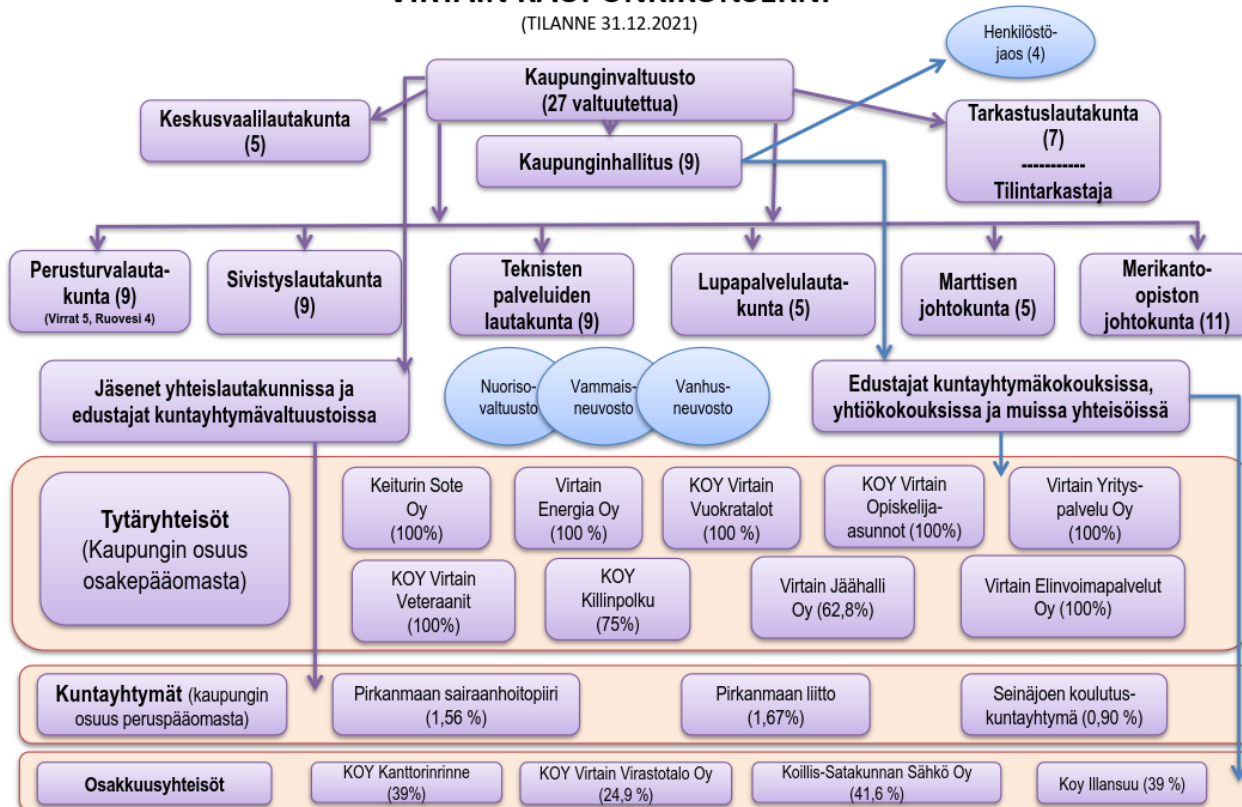 VIRTAIN KAUPUNKIKONSERNI
(TILANNE 31.12.2021)
Henkilöstö-
jaos (4)
Kaupunginvaltuusto
(27 valtuutettua)
Keskusvaalilautakunta
(5)
Kaupunginhallitus (9)
Tarkastuslautakunta
(7)
-----------
Tilintarkastaja
Perusturvalauta-
kunta (9)
(Virrat 5, Ruovesi 4)
Sivistyslautakunta
(9)
Teknisten
palveluiden
lautakunta (9)
Lupapalvelulauta-
kunta (5)
Marttisen
johtokunta (5)
Merikanto-
opiston
johtokunta (11)
Jäsenet yhteislautakunnissa ja
edustajat kuntayhtymävaltuustoissa
Nuoriso-
valtuusto
Vammais-
neuvosto
Vanhus-
neuvosto
Edustajat kuntayhtymäkokouksissa,
yhtiökokouksissa ja muissa yhteisöissä
Tytäryhteisöt
(Kaupungin osuus
osakepääomasta)
Keiturin Sote
Oy
(100%)
Virtain
Energia Oy
(100 %)
KOY Virtain
Vuokratalot
(100 %)
KOY Virtain
Opiskelija-
asunnot (100%)
Virtain Yritys-
palvelu Oy
(100%)
KOY Virtain
Veteraanit
(100%)
KOY
Killinpolku
(75%)
Virtain Jäähalli
Oy (62,8%)
Virtain Elinvoimapalvelut
Oy (100%)
Kuntayhtymät (kaupungin
osuus peruspääomasta)
Pirkanmaan sairaanhoitopiiri
(1,56 %)
Pirkanmaan liitto
(1,67%)
Seinäjoen koulutus-
kuntayhtymä (0,90 %)
Osakkuusyhteisöt
KOY Kanttorinrinne
(39%)
KOY Virtain Virastotalo Oy
(24,9 %)
Koillis-Satakunnan Sähkö Oy
(41,6 %)
Koy Illansuu (39 %)